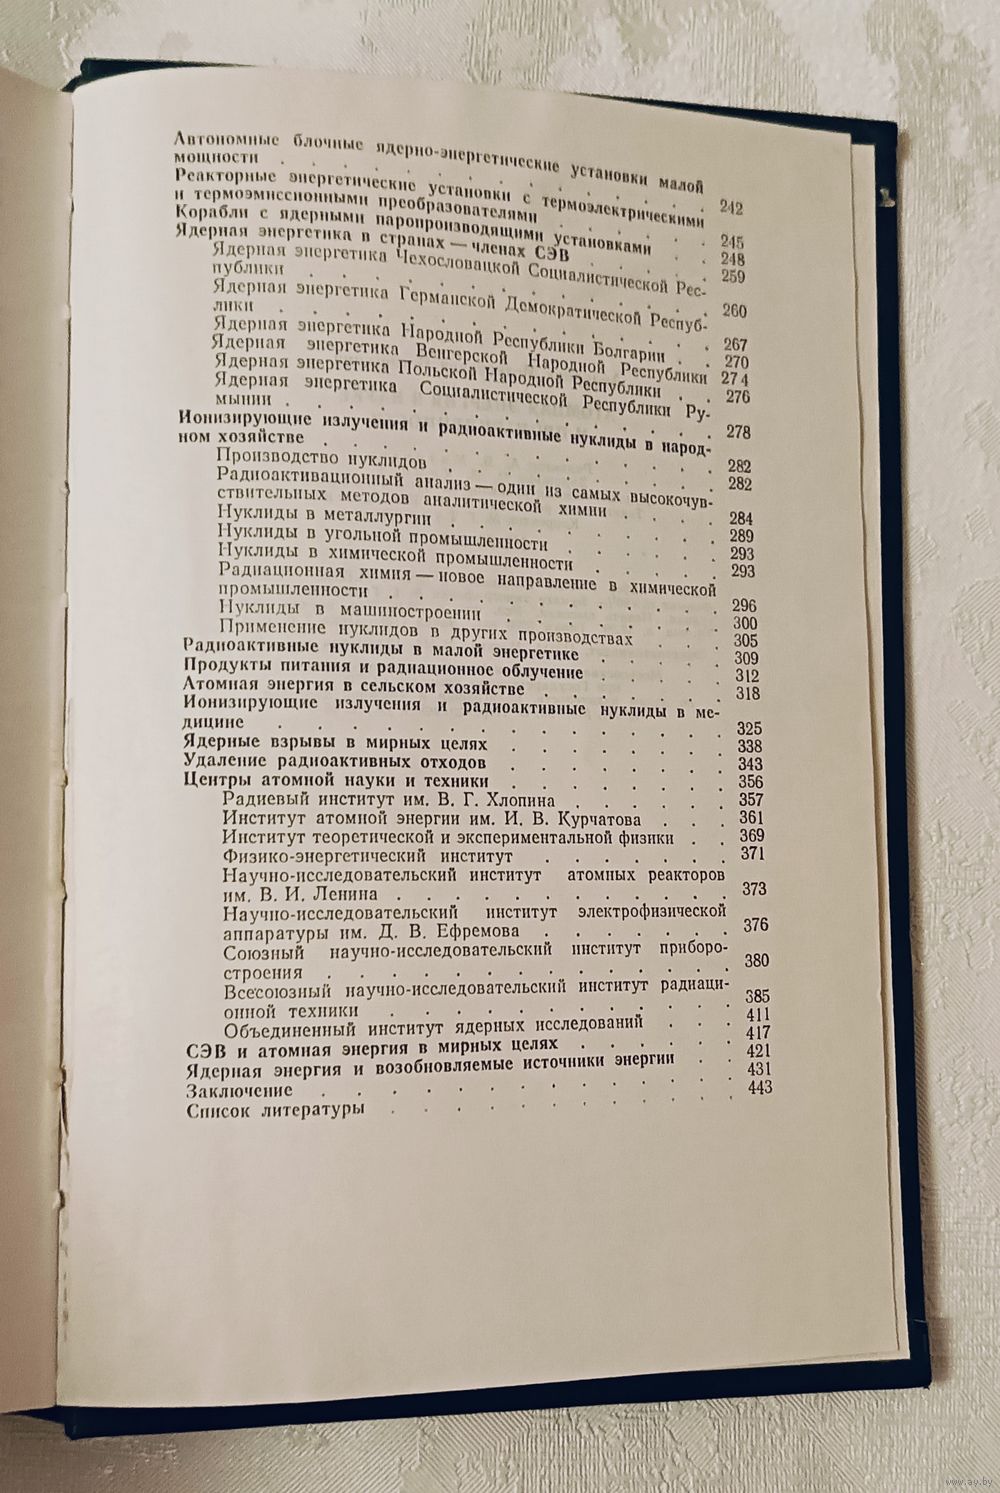 Автономные блочные ядерно-энергетические установки малой
мощности . . . . . . . . . . . 242
Реакторные энергетические установки с термоэлектрическими
и термоэмиссионными преобразователями . . . . . 245
Корабли с ядерными паропроизводящими установками . . 248
Ядерная энергетика в странах — членах СЭВ . . . . 259
Ядерная энергетика Чехословацкой Социалистической Рес-
публики . . . . . . . . . . . 260
Ядерная энергетика Германской Демократической Респуб-
лики . . . . . . . . . . . . 267
Ядерная энергетика Народной Республики Болгарии . . 270
Ядерная энергетика Венгерской Народной Республики 274
Ядерная энергетика Польской Народной Республики . . 276
Ядерная энергетика Социалистической Республики Ру-
мынии . . . . . . . . . . . . 278
Ионизирующие излучения и радиоактивные нуклиды в народ-
ном хозяйстве . . . . . . . . . . . 282
Производство нуклидов . . . . . . . . 282
Радиоактивационный анализ — один из самых высокочув-
ствительных методов аналитической химии . . . . 284
Нуклиды в металлургии . . . . . . . . 289
Нуклиды в угольной промышленности . . . . . 293
Нуклиды в химической промышленности . . . . . 293
Радиационная химия — новое направление в химической
промышленности . . . . . . . . . . 296
Нуклиды в машиностроении . . . . . . . 300
Применение нуклидов в других производствах . . . 305
Радиоактивные нуклиды в малой энергетике . . . . 309
Продукты питания и радиационное облучение . . . . 312
Атомная энергия в сельском хозяйстве . . . . . 318
Ионизирующие излучения и радиоактивные нуклиды в ме-
дицине . . . . . . . . . . . . 325
Ядерные взрывы в мирных целях . . . . . . 338
Удаление радиоактивных отходов . . . . . . 343
Центры атомной науки и техники . . . . . . 356
Радиевый институт им. В. Г. Хлопина . . . . . 357
Институт атомной энергии им. И. В. Курчатова . . . 361
Институт теоретической и экспериментальной физики . . 369
Физико-энергетический институт . . . . . . 371
Научно-исследовательский институт атомных реакторов
им. В. И. Ленина . . . . . . . . . 373
Научно-исследовательский институт электрофизической
аппаратуры им. Д. В. Ефремова . . . . . . 376
Союзный научно-исследовательский институт приборо-
строения . . . . . . . . . . . 380
Всесоюзный научно-исследовательский институт радиаци-
онной техники . . . . . . . . . . 385
Объединенный институт ядерных исследований . . . 411
СЭВ и атомная энергия в мирных целях . . . . . 417
Ядерная энергия и возобновляемые источники энергии . . 421
Заключение . . . . . . . . . . . 431
Список литературы . . . . . . . . . 443
www.ay.by